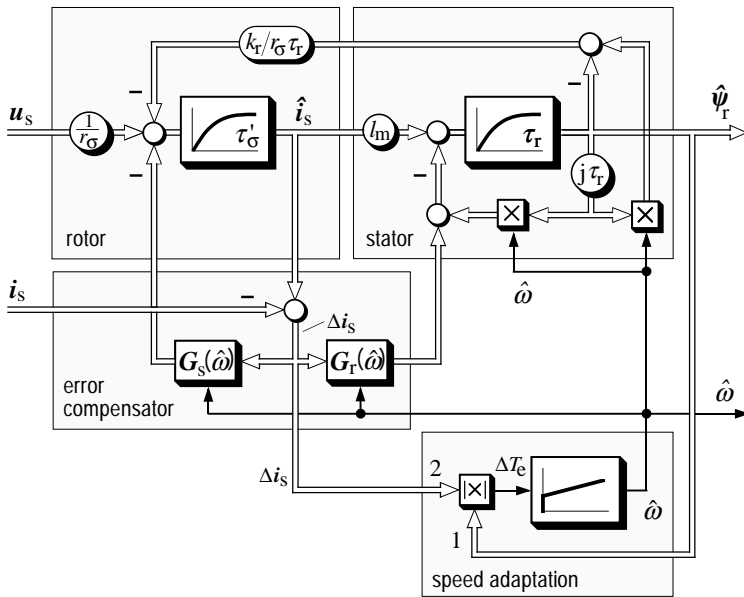 k_r/r_σ τ_r
–
–
u_s
1/r_σ
î_s
l_m
ψ̂_r
τ'_σ
τ_r
jτ_r
–
–
×
×
rotor
stator
ω̂
i_s
–
Δi_s
G_s(ω̂)
G_r(ω̂)
error
compensator
ω̂
Δi_s
2
|×|
ΔT_e
1
ω̂
speed adaptation